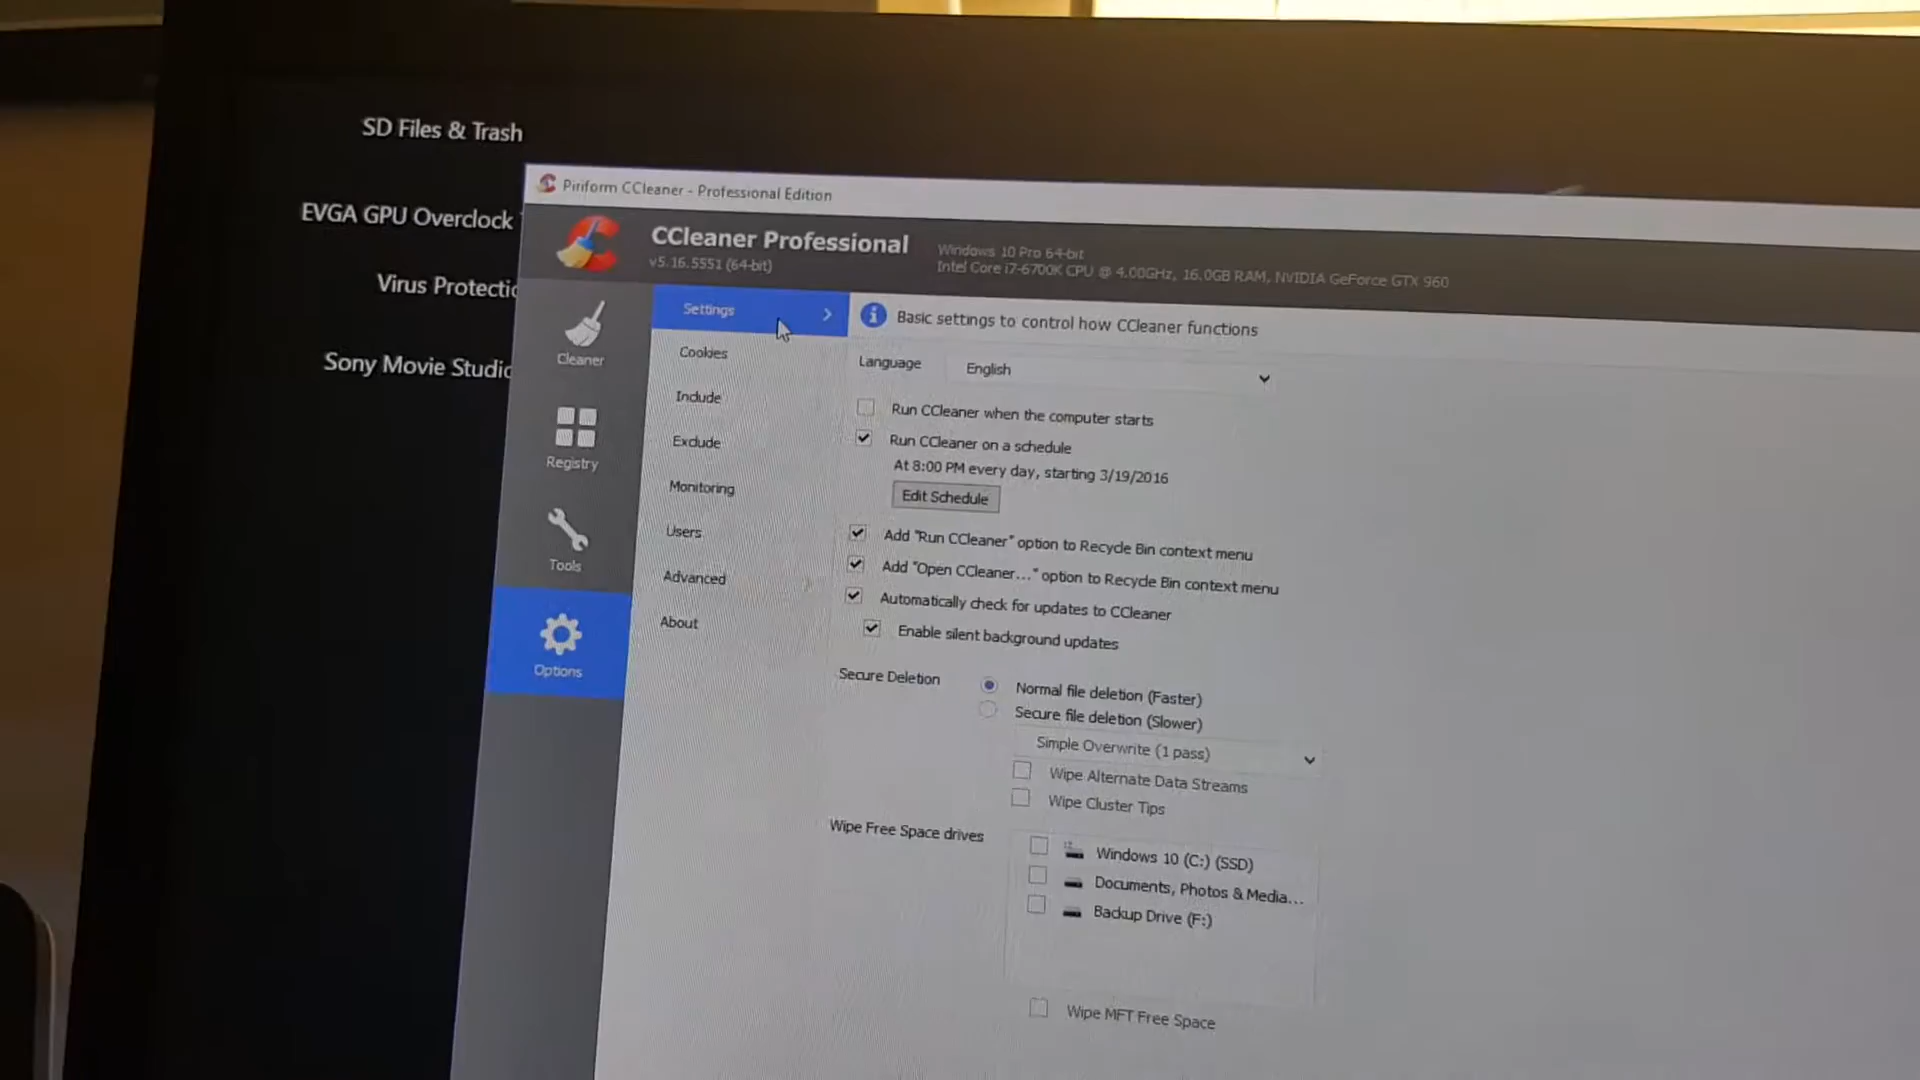 SD Files & Trash
EVGA GPU Overclock
Virus Protectio
Sony Movie Studio
Piriform CCleaner - Professional Edition
CCleaner Professional
v5.16.5551 (64-bit)
Windows 10 Pro 64-bit
Intel Core i7-6700K CPU @ 4.00GHz, 16.0GB RAM, NVIDIA GeForce GTX 960
Cleaner
Registry
Tools
Options
Settings
Cookies
Include
Exclude
Monitoring
Users
Advanced
About
Basic settings to control how CCleaner functions
Language English
Run CCleaner when the computer starts
Run CCleaner on a schedule
At 8:00 PM every day, starting 3/19/2016
Edit Schedule
Add "Run CCleaner" option to Recycle Bin context menu
Add "Open CCleaner..." option to Recycle Bin context menu
Automatically check for updates to CCleaner
Enable silent background updates
Secure Deletion
Normal file deletion (Faster)
Secure file deletion (Slower)
Simple Overwrite (1 pass)
Wipe Alternate Data Streams
Wipe Cluster Tips
Wipe Free Space drives
Windows 10 (C:) (SSD)
Documents, Photos & Media...
Backup Drive (F:)
Wipe MFT Free Space